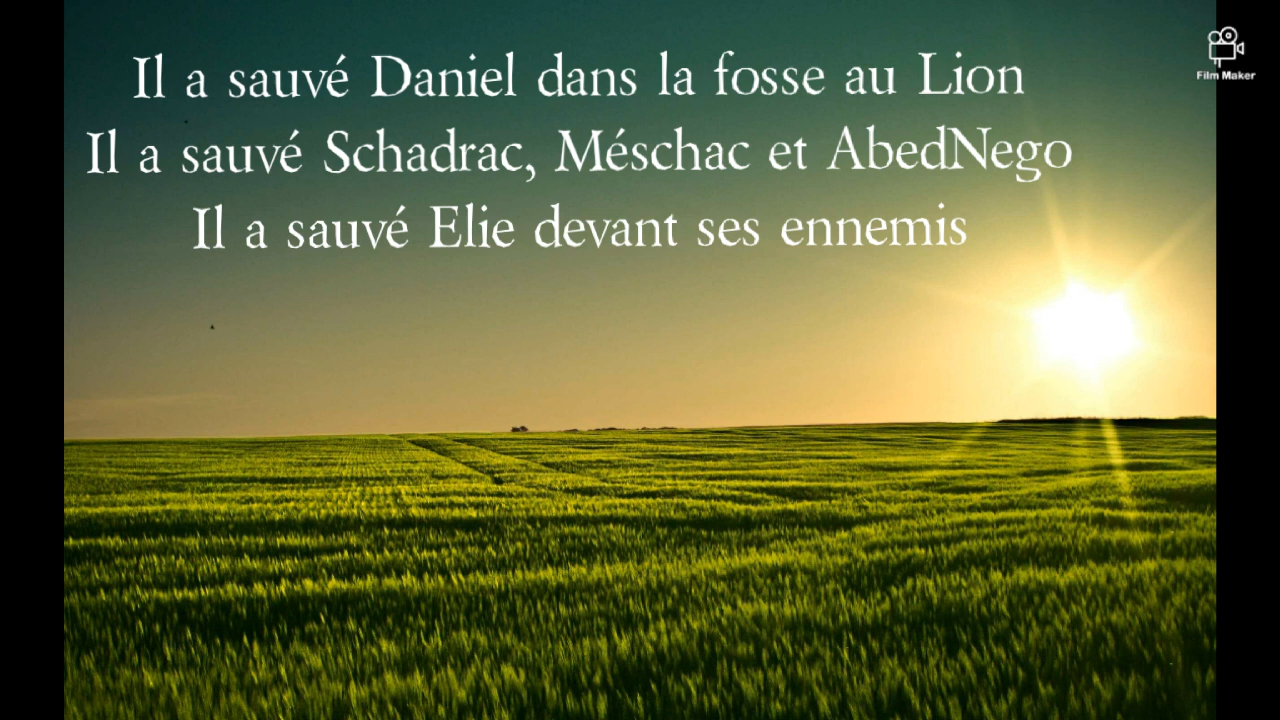 Il a sauvé Daniel dans la fosse au Lion
Il a sauvé Schadrac, Méschac et AbedNego
Il a sauvé Elie devant ses ennemis
Film Maker